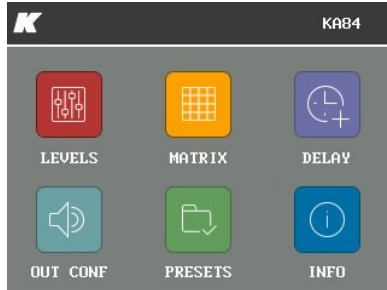 K KA84
LEVELS MATRIX DELAY
OUT CONF PRESETS INFO